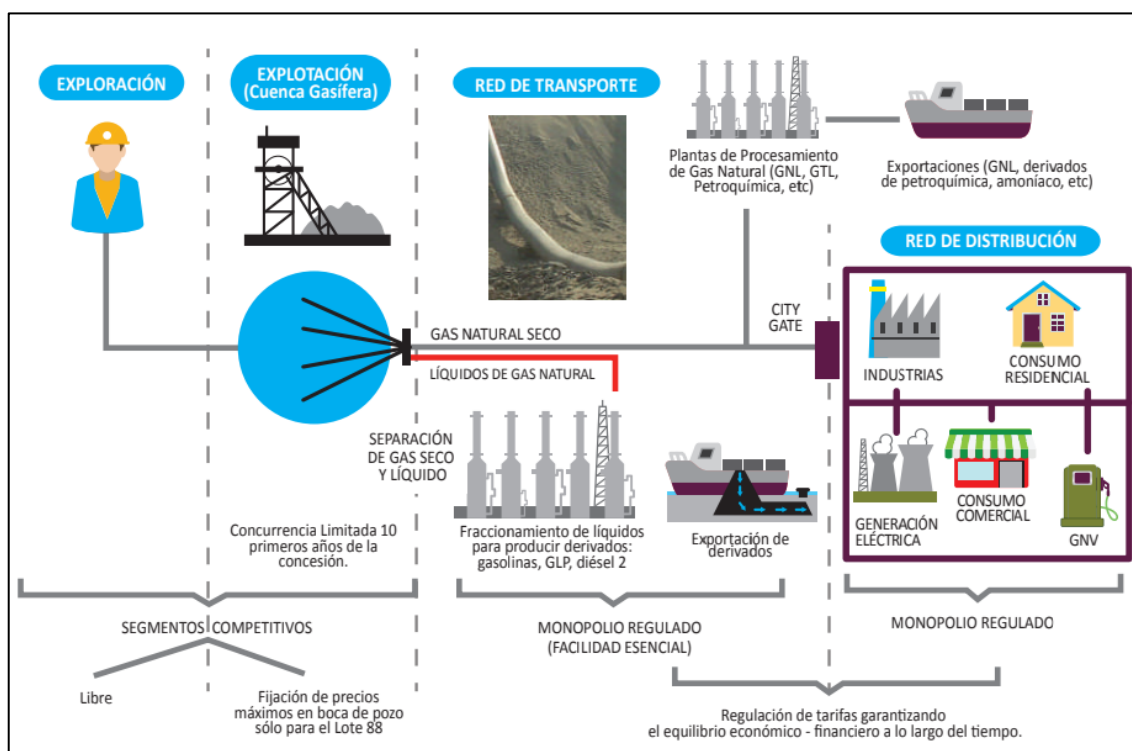 EXPLORACIÓN
EXPLOTACIÓN
(Cuenca Gasífera)
RED DE TRANSPORTE
Plantas de Procesamiento
de Gas Natural (GNL, GTL,
Petroquímica, etc)
Exportaciones (GNL, derivados
de petroquímica, amoníaco, etc)
RED DE DISTRIBUCIÓN
CITY
GATE
GAS NATURAL SECO
LÍQUIDOS DE GAS NATURAL
INDUSTRIAS
CONSUMO
RESIDENCIAL
SEPARACIÓN
DE GAS SECO
Y LÍQUIDO
Concurrencia Limitada 10
primeros años de la
concesión.
Fraccionamiento de líquidos
para producir derivados:
gasolinas, GLP, diésel 2
Exportación de
derivados
GENERACIÓN
ELÉCTRICA
CONSUMO
COMERCIAL
GNV
SEGMENTOS COMPETITIVOS
MONOPOLIO REGULADO
(FACILIDAD ESENCIAL)
MONOPOLIO REGULADO
Libre
Fijación de precios
máximos en boca de pozo
sólo para el Lote 88
Regulación de tarifas garantizando
el equilibrio económico - financiero a lo largo del tiempo.